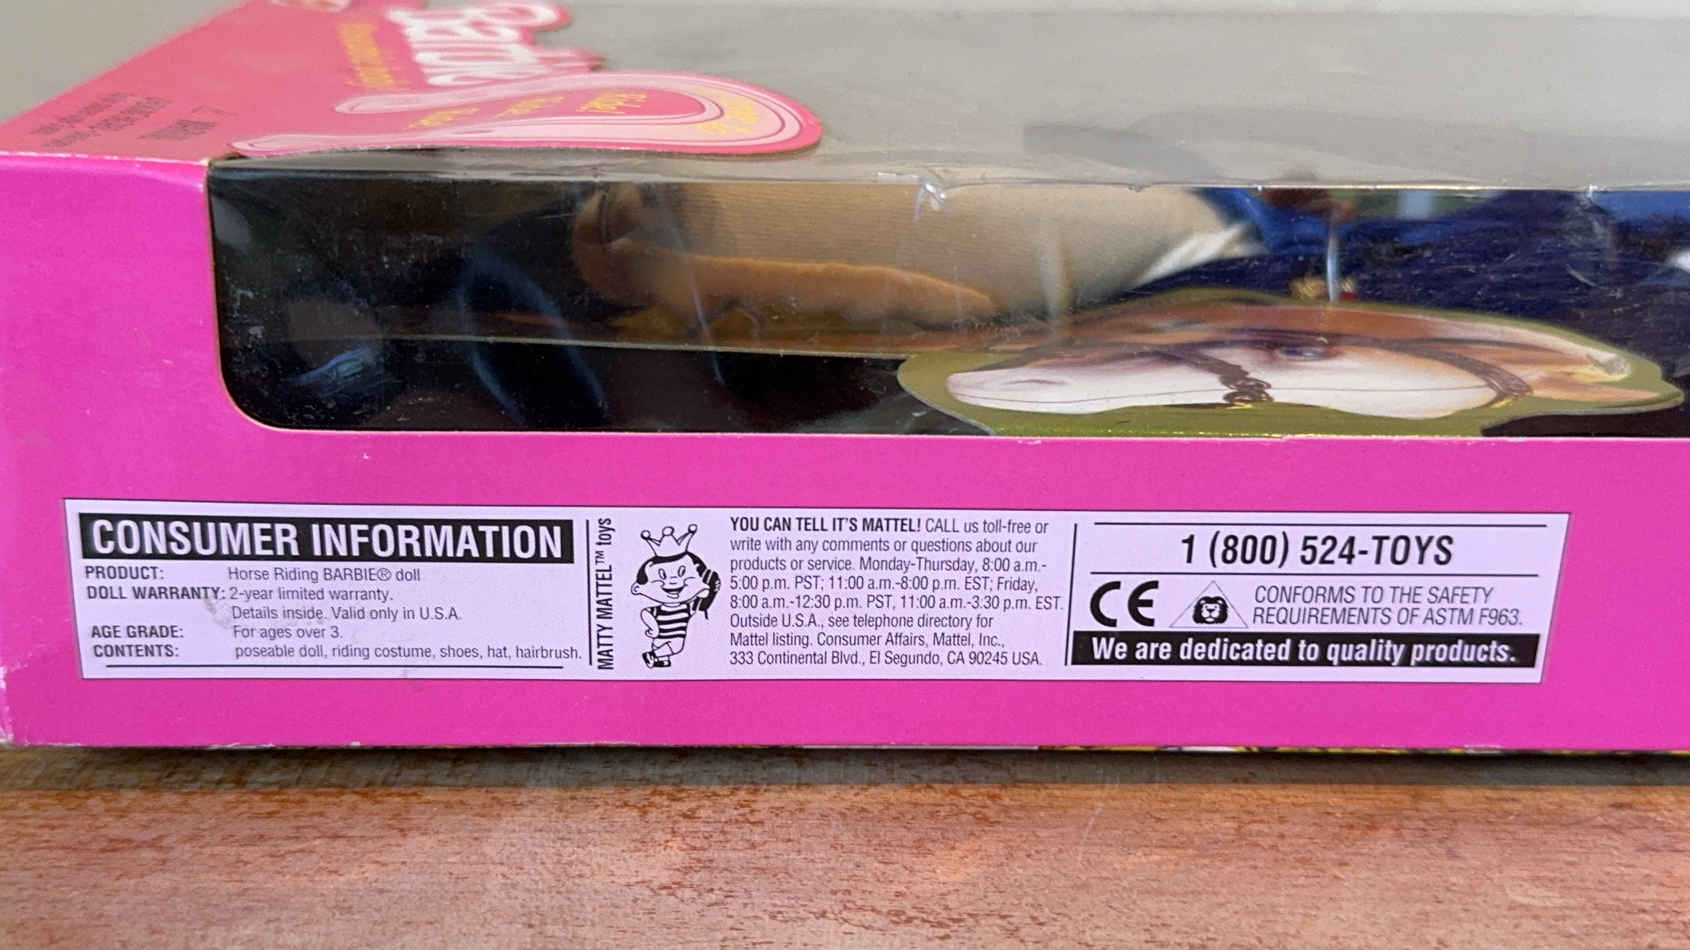 CONSUMER INFORMATION
PRODUCT: Horse Riding BARBIE® doll
DOLL WARRANTY: 2-year limited warranty.
Details inside. Valid only in U.S.A.
AGE GRADE: For ages over 3.
CONTENTS: poseable doll, riding costume, shoes, hat, hairbrush.
MATTY MATTEL™ toys
YOU CAN TELL IT'S MATTEL! CALL us toll-free or
write with any comments or questions about our
products or service. Monday-Thursday, 8:00 a.m.-
5:00 p.m. PST; 11:00 a.m.-8:00 p.m. EST; Friday,
8:00 a.m.-12:30 p.m. PST, 11:00 a.m.-3:30 p.m. EST.
Outside U.S.A., see telephone directory for
Mattel listing. Consumer Affairs, Mattel, Inc.,
333 Continental Blvd., El Segundo, CA 90245 USA.
1 (800) 524-TOYS
CE
CONFORMS TO THE SAFETY
REQUIREMENTS OF ASTM F963.
We are dedicated to quality products.